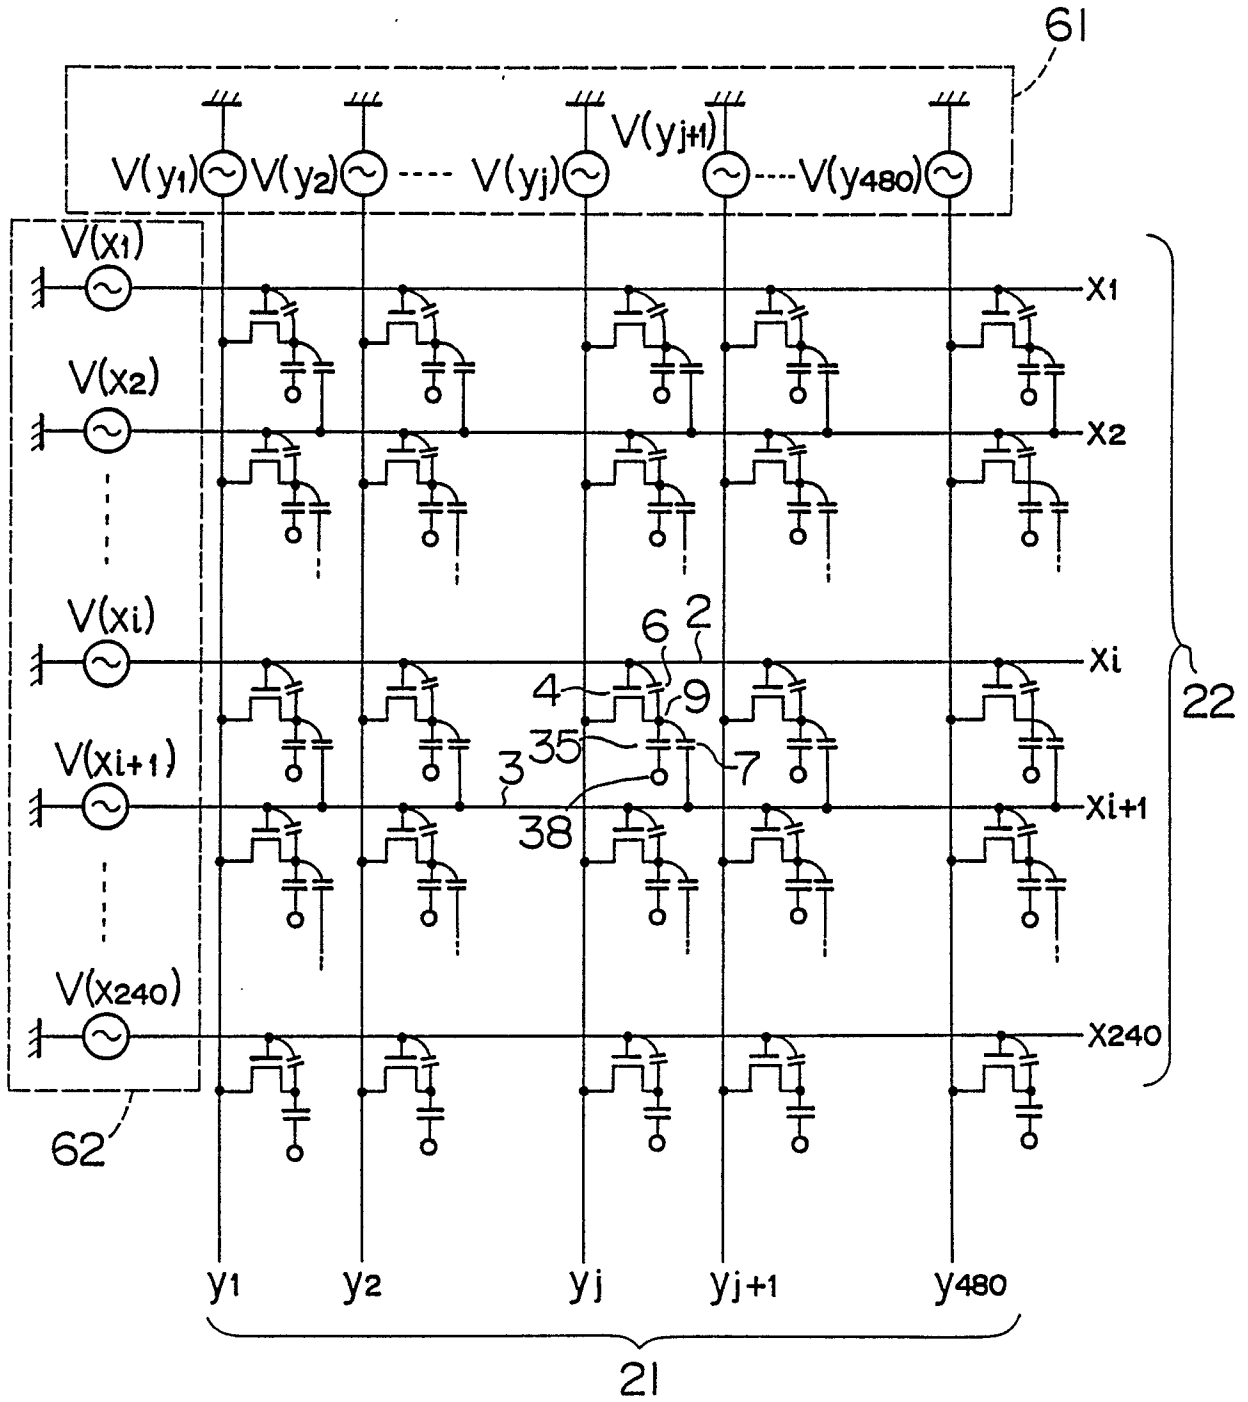 61
V(yj+1)
V(y1) V(y2) V(yj) V(y480)
V(x1)
x1
V(x2)
x2
V(xi)
6 2
xi
4 9
22
35 7
V(xi+1) 3
38
xi+1
V(x240)
x240
62
y1 y2 yj yj+1 y480
21